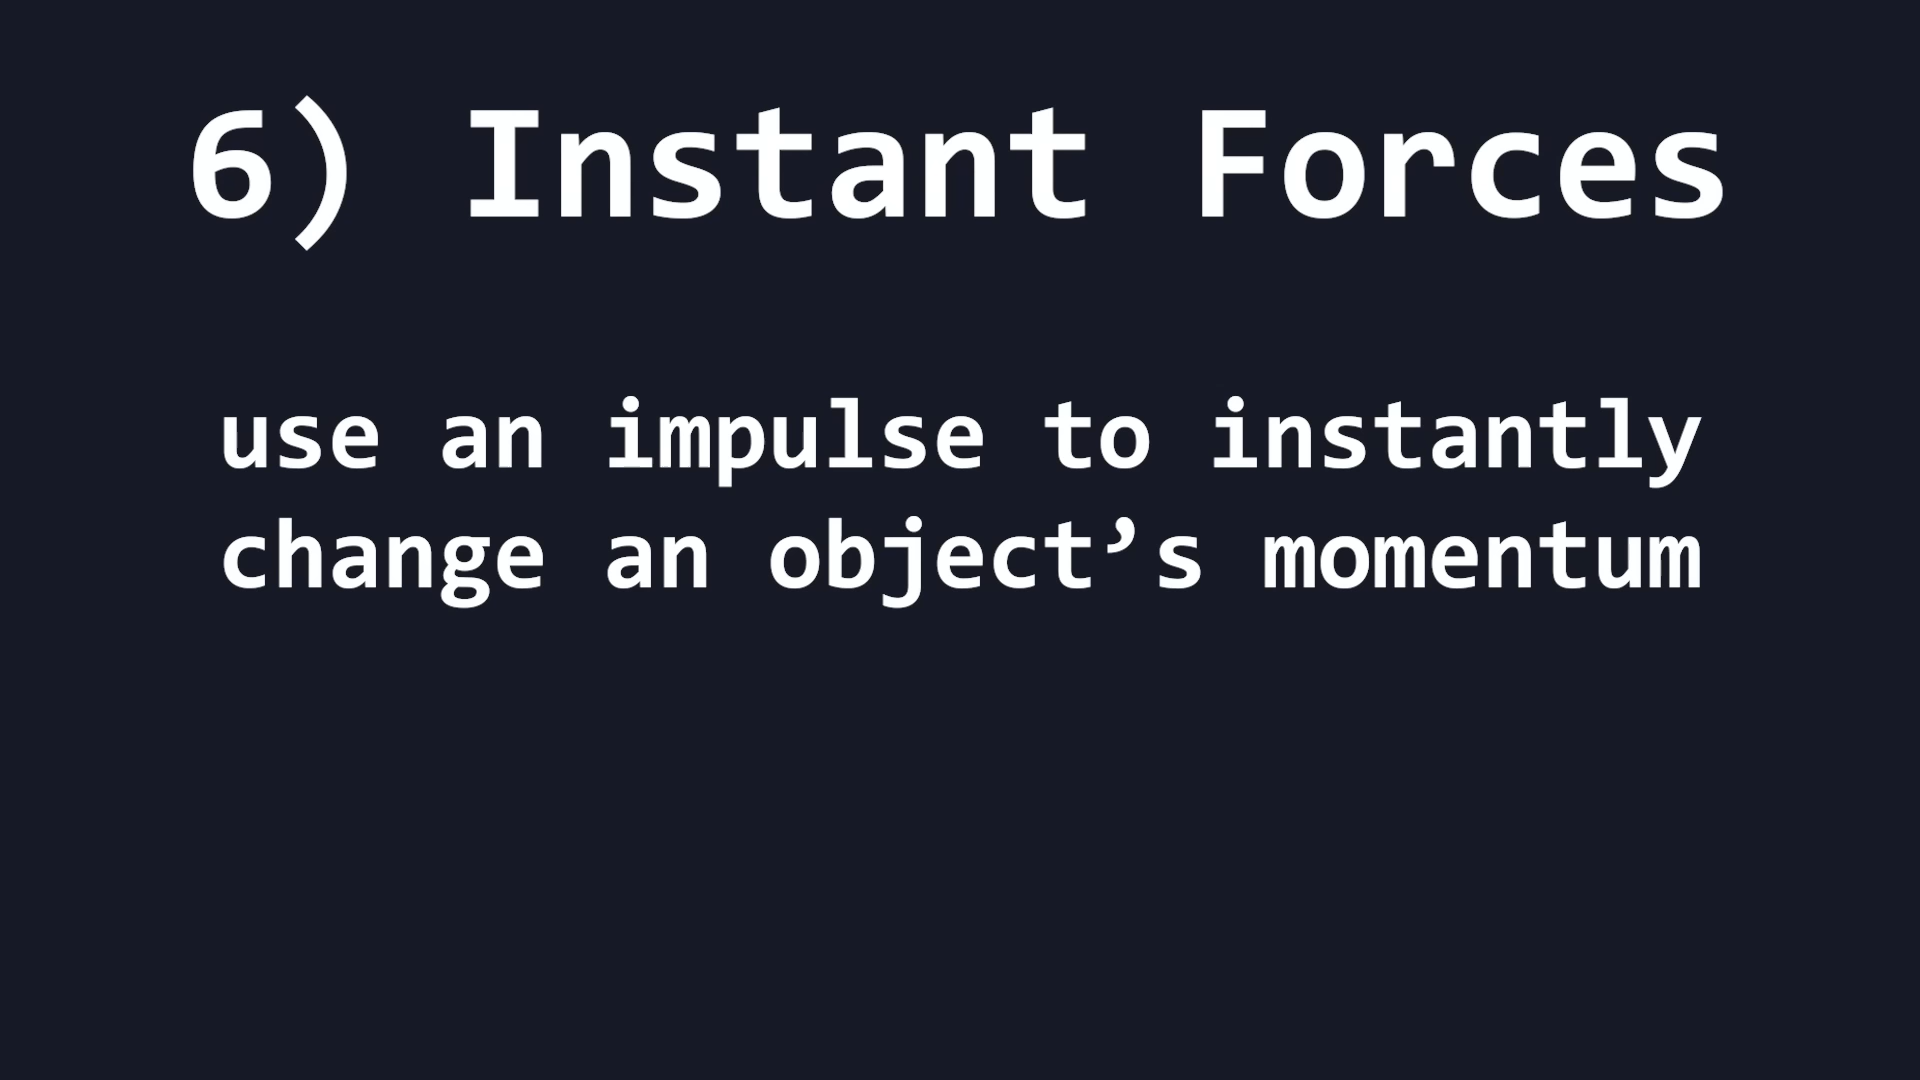 6) Instant Forces
use an impulse to instantly
change an object’s momentum